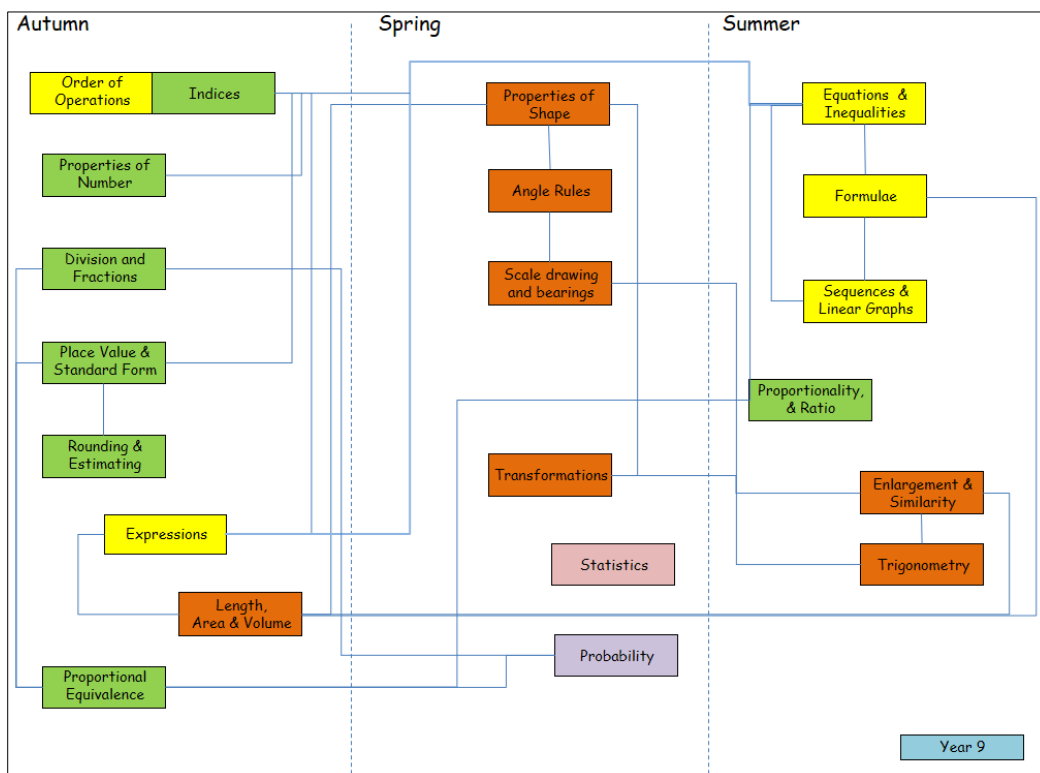 Autumn
Spring
Summer
Order of
Operations
Indices
Properties of
Number
Division and
Fractions
Place Value &
Standard Form
Rounding &
Estimating
Expressions
Length,
Area & Volume
Proportional
Equivalence
Properties of
Shape
Angle Rules
Scale drawing
and bearings
Transformations
Statistics
Probability
Equations &
Inequalities
Formulae
Sequences &
Linear Graphs
Proportionality,
& Ratio
Enlargement &
Similarity
Trigonometry
Year 9